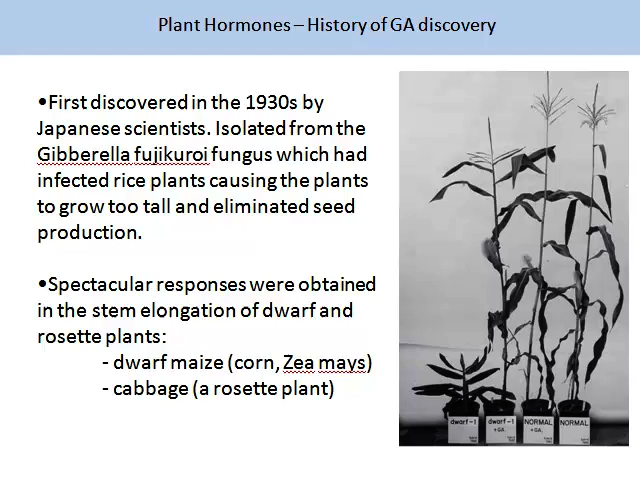 Plant Hormones – History of GA discovery
•First discovered in the 1930s by
Japanese scientists. Isolated from the
Gibberella fujikuroi fungus which had
infected rice plants causing the plants
to grow too tall and eliminated seed
production.
•Spectacular responses were obtained
in the stem elongation of dwarf and
rosette plants:
- dwarf maize (corn, Zea mays)
- cabbage (a rosette plant)
dwarf-1
dwarf-1
+ GA.
NORMAL
+ GA.
NORMAL